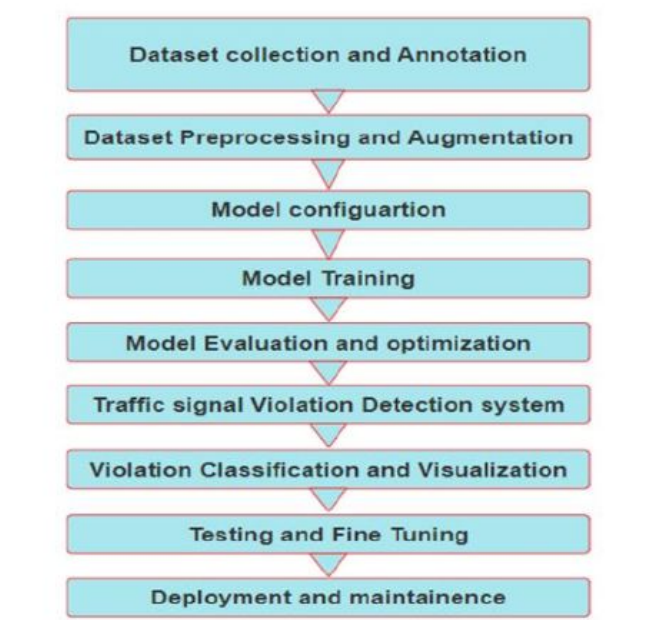 Dataset collection and Annotation
Dataset Preprocessing and Augmentation
Model configuartion
Model Training
Model Evaluation and optimization
Traffic signal Violation Detection system
Violation Classification and Visualization
Testing and Fine Tuning
Deployment and maintainence